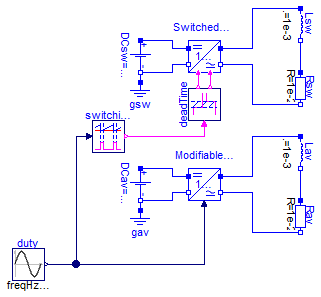 Switched...
DCsw=...
Lsw
=1e-3
Rsw
R=1e-2
gsw
deadTime
switchi...
Modifiable...
DCav=...
Lav
=1e-3
Rav
R=1e-2
gav
duty
freqHz...